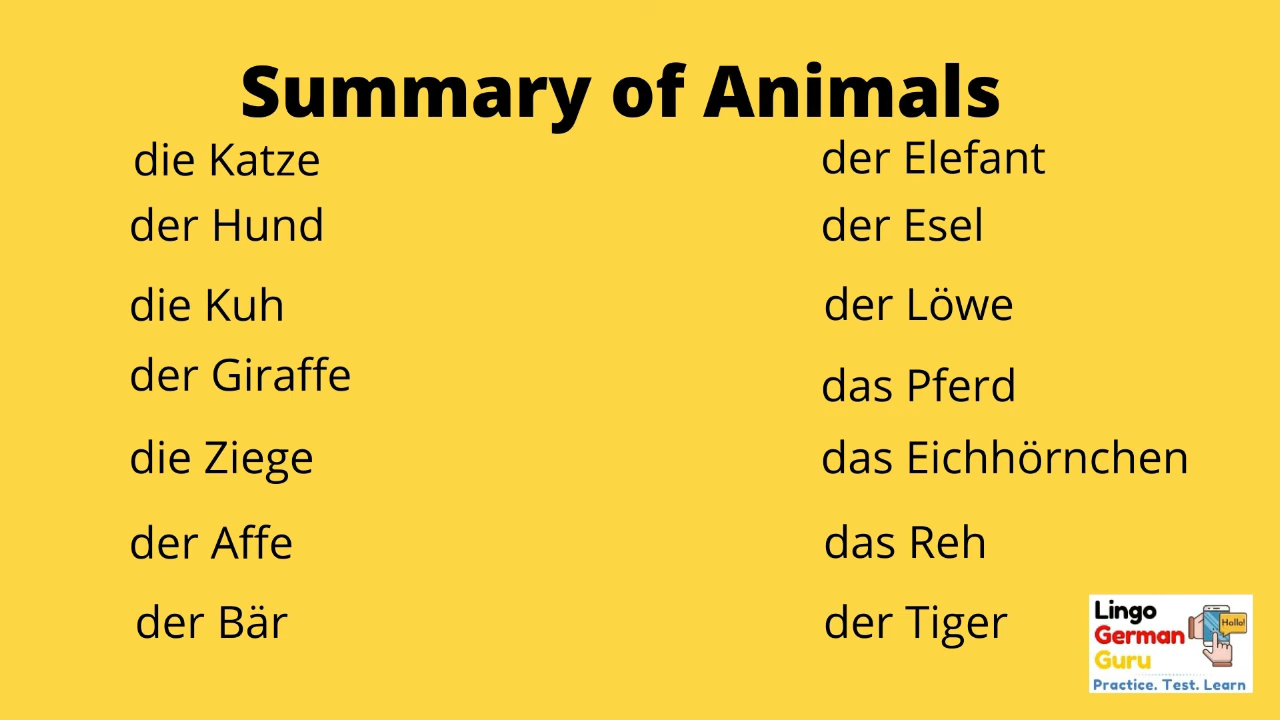 Summary of Animals
die Katze
der Hund
die Kuh
der Giraffe
die Ziege
der Affe
der Bär
der Elefant
der Esel
der Löwe
das Pferd
das Eichhörnchen
das Reh
der Tiger
Lingo
German
Guru
Hallo!
Practice. Test. Learn